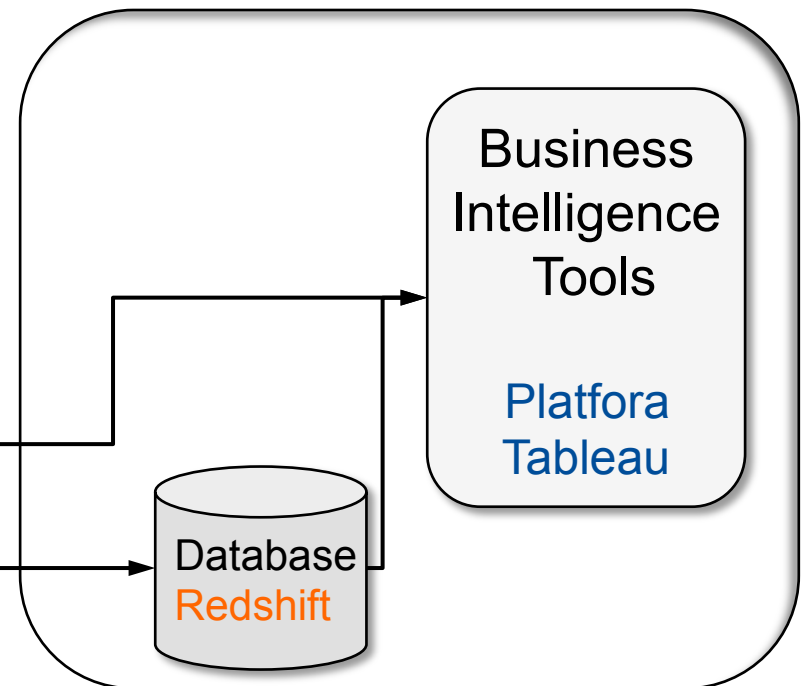 Business
Intelligence
Tools
Platfora
Tableau
Database
Redshift